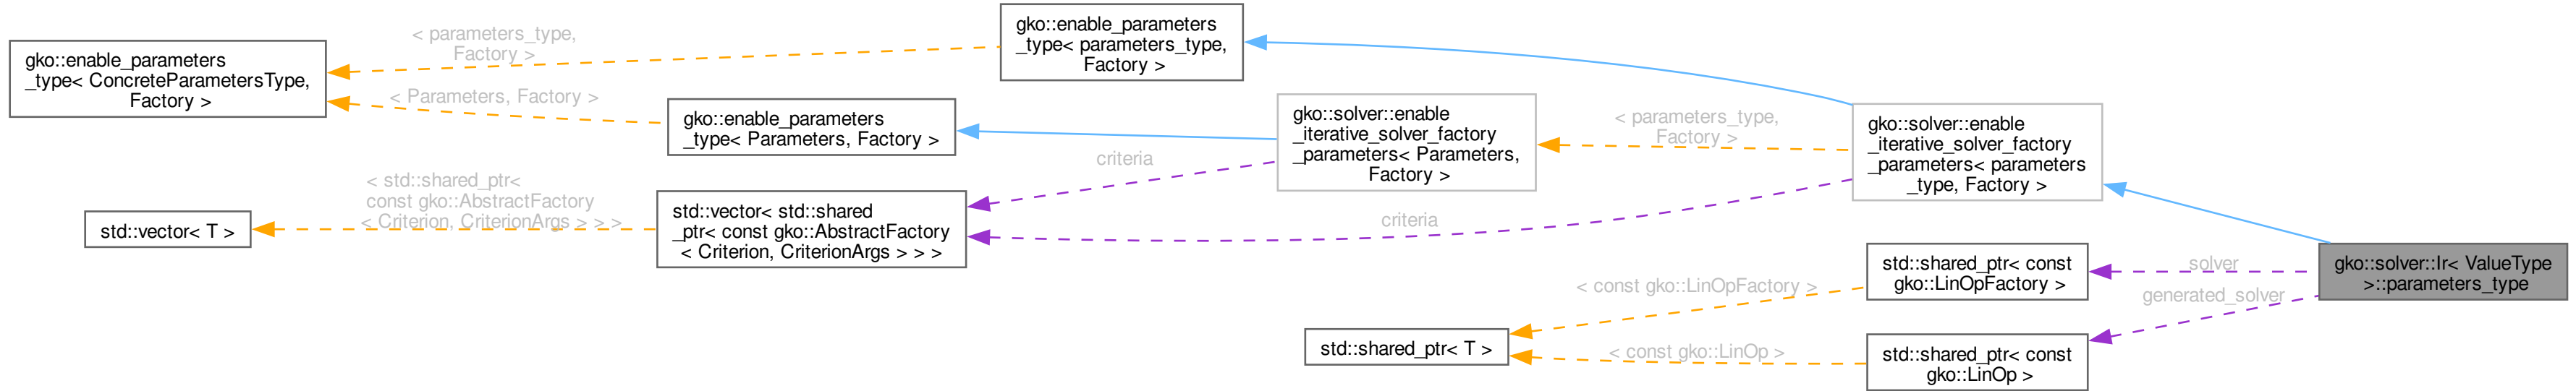 gko::enable_parameters
_type< ConcreteParametersType,
Factory >
< parameters_type,
Factory >
< Parameters, Factory >
gko::enable_parameters
_type< parameters_type,
Factory >
gko::enable_parameters
_type< Parameters, Factory >
std::vector< T >
< std::shared_ptr<
const gko::AbstractFactory
< Criterion, CriterionArgs > > >
std::vector< std::shared
_ptr< const gko::AbstractFactory
< Criterion, CriterionArgs > > >
criteria
gko::solver::enable
_iterative_solver_factory
_parameters< Parameters,
Factory >
criteria
< parameters_type,
Factory >
gko::solver::enable
_iterative_solver_factory
_parameters< parameters
_type, Factory >
std::shared_ptr< T >
< const gko::LinOpFactory >
< const gko::LinOp >
std::shared_ptr< const
gko::LinOpFactory >
std::shared_ptr< const
gko::LinOp >
solver
generated_solver
gko::solver::Ir< ValueType
>::parameters_type